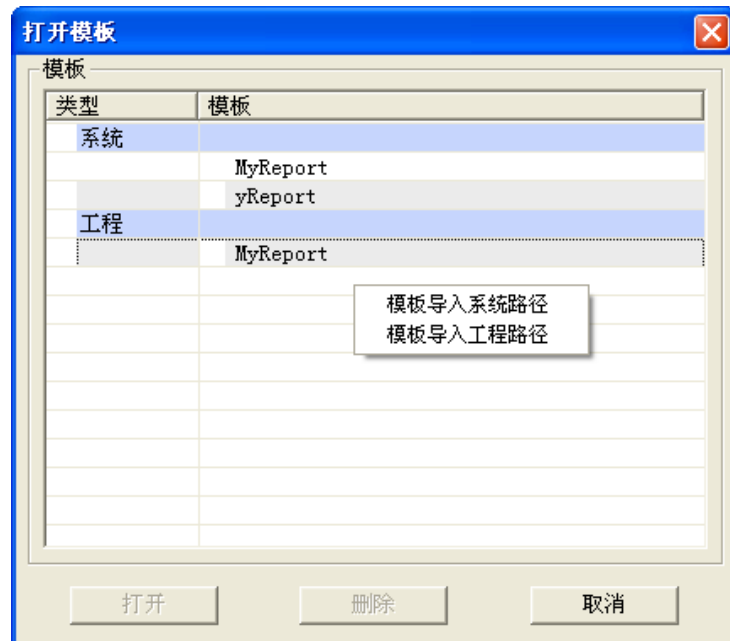 打开模板
模板
类型 模板
系统
MyReport
yReport
工程
MyReport
模板导入系统路径
模板导入工程路径
打开 删除 取消